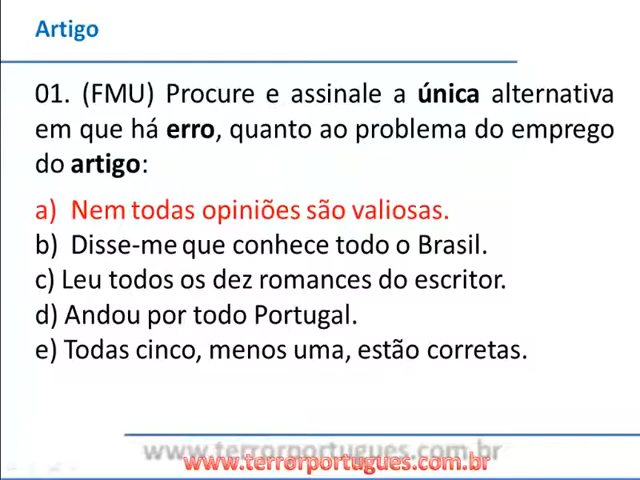 Artigo
01. (FMU) Procure e assinale a única alternativa
em que há erro, quanto ao problema do emprego
do artigo:
a) Nem todas opiniões são valiosas.
b) Disse-me que conhece todo o Brasil.
c) Leu todos os dez romances do escritor.
d) Andou por todo Portugal.
e) Todas cinco, menos uma, estão corretas.
www.terrorportugues.com.br
www.terrorportugues.com.br